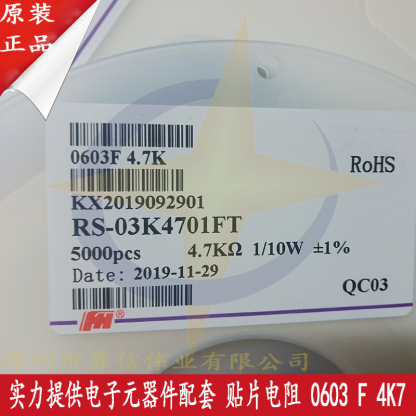 原装
正品
0603F 4.7K
RoHS
KX2019092901
RS-03K4701FT
5000pcs 4.7KΩ 1/10W ±1%
Date: 2019-11-29
QC03
实力提供电子元器件配套 贴片电阻 0603 F 4K7